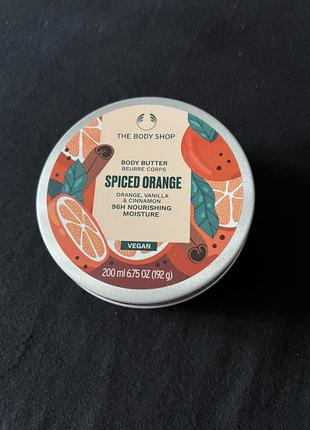 THE BODY SHOP
BODY BUTTER
BEURRE CORPS
SPICED ORANGE
ORANGE, VANILLA
& CINNAMON
96H NOURISHING
MOISTURE
VEGAN
200 ml 6.75 OZ (192 g)